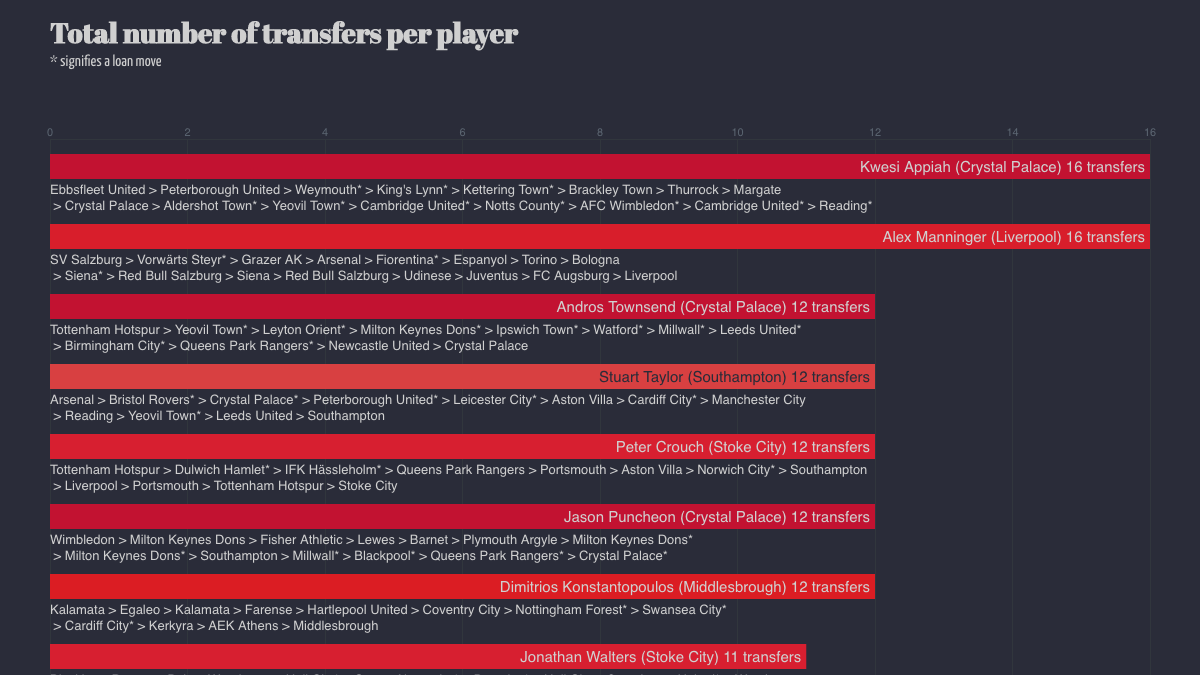 Total number of transfers per player
* signifies a loan move
0 2 4 6 8 10 12 14 16
Kwesi Appiah (Crystal Palace) 16 transfers
Ebbsfleet United > Peterborough United > Weymouth* > King's Lynn* > Kettering Town* > Brackley Town > Thurrock > Margate
> Crystal Palace > Aldershot Town* > Yeovil Town* > Cambridge United* > Notts County* > AFC Wimbledon* > Cambridge United* > Reading*
Alex Manninger (Liverpool) 16 transfers
SV Salzburg > Vorwärts Steyr* > Grazer AK > Arsenal > Fiorentina* > Espanyol > Torino > Bologna
> Siena* > Red Bull Salzburg > Siena > Red Bull Salzburg > Udinese > Juventus > FC Augsburg > Liverpool
Andros Townsend (Crystal Palace) 12 transfers
Tottenham Hotspur > Yeovil Town* > Leyton Orient* > Milton Keynes Dons* > Ipswich Town* > Watford* > Millwall* > Leeds United*
> Birmingham City* > Queens Park Rangers* > Newcastle United > Crystal Palace
Stuart Taylor (Southampton) 12 transfers
Arsenal > Bristol Rovers* > Crystal Palace* > Peterborough United* > Leicester City* > Aston Villa > Cardiff City* > Manchester City
> Reading > Yeovil Town* > Leeds United > Southampton
Peter Crouch (Stoke City) 12 transfers
Tottenham Hotspur > Dulwich Hamlet* > IFK Hässleholm* > Queens Park Rangers > Portsmouth > Aston Villa > Norwich City* > Southampton
> Liverpool > Portsmouth > Tottenham Hotspur > Stoke City
Jason Puncheon (Crystal Palace) 12 transfers
Wimbledon > Milton Keynes Dons > Fisher Athletic > Lewes > Barnet > Plymouth Argyle > Milton Keynes Dons*
> Milton Keynes Dons* > Southampton > Millwall* > Blackpool* > Queens Park Rangers* > Crystal Palace*
Dimitrios Konstantopoulos (Middlesbrough) 12 transfers
Kalamata > Egaleo > Kalamata > Farense > Hartlepool United > Coventry City > Nottingham Forest* > Swansea City*
> Cardiff City* > Kerkyra > AEK Athens > Middlesbrough
Jonathan Walters (Stoke City) 11 transfers